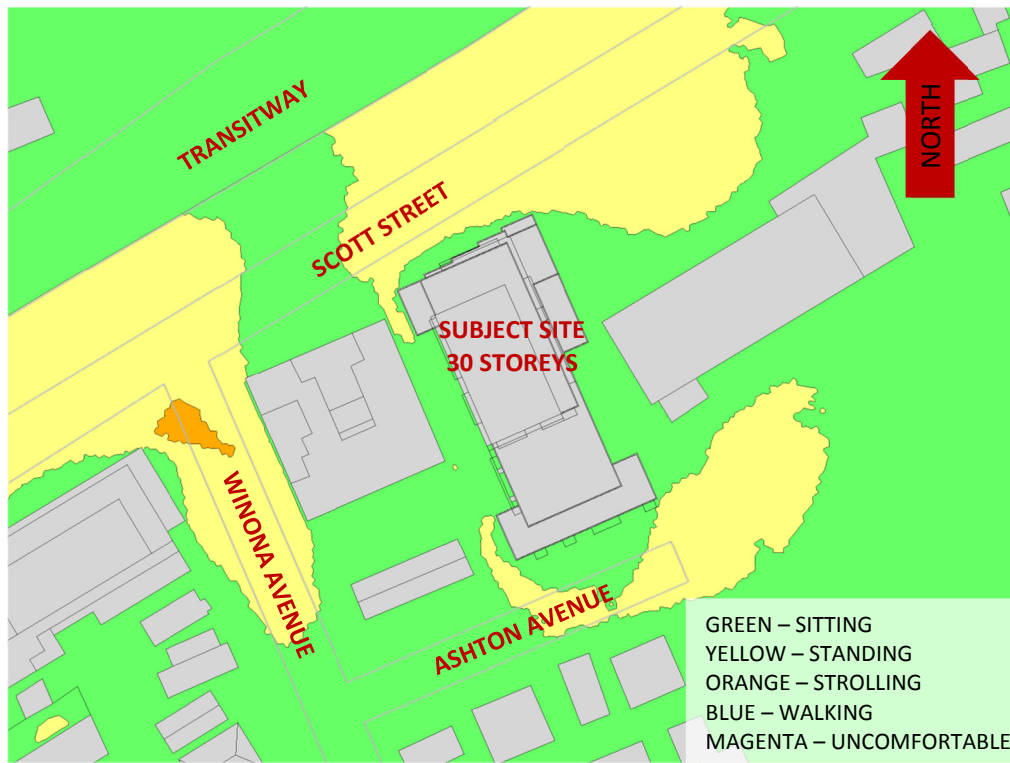 TRANSITWAY
NORTH
SCOTT STREET
SUBJECT SITE
30 STOREYS
WINONA AVENUE
ASHTON AVENUE
GREEN – SITTING
YELLOW – STANDING
ORANGE – STROLLING
BLUE – WALKING
MAGENTA – UNCOMFORTABLE